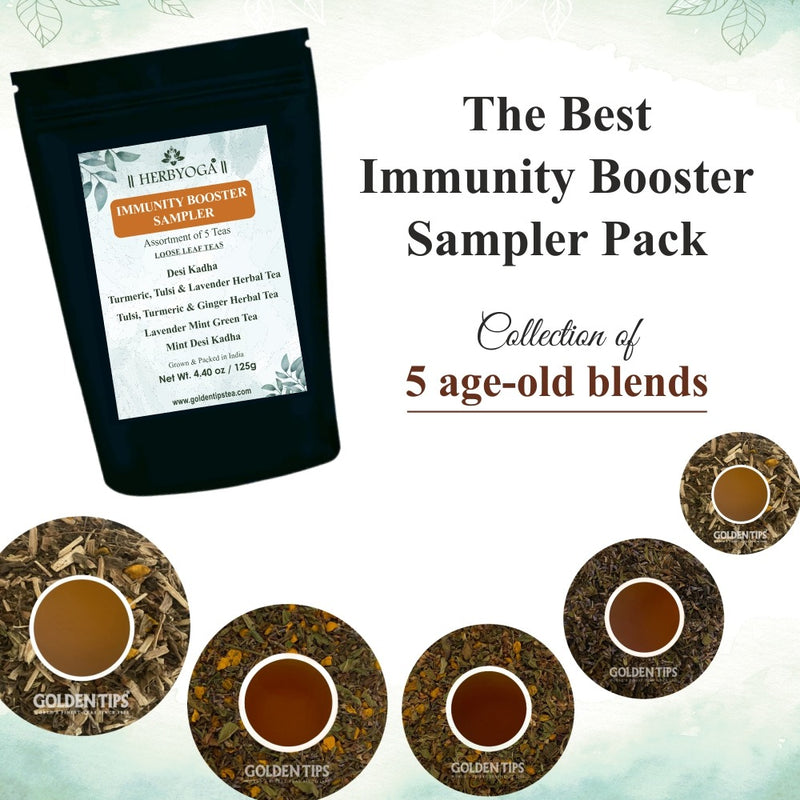 || HERBYOGA® ||
IMMUNITY BOOSTER
SAMPLER
Assortment of 5 Teas
LOOSE LEAF TEAS
Desi Kadha
Turmeric, Tulsi & Lavender Herbal Tea
Tulsi, Turmeric & Ginger Herbal Tea
Lavender Mint Green Tea
Mint Desi Kadha
Grown & Packed in India
Net Wt. 4.40 oz / 125g
www.goldentipstea.com
The Best
Immunity Booster
Sampler Pack
Collection of
5 age-old blends
GOLDEN TIPS
GOLDEN TIPS
GOLDEN TIPS
GOLDEN TIPS
GOLDEN TIPS